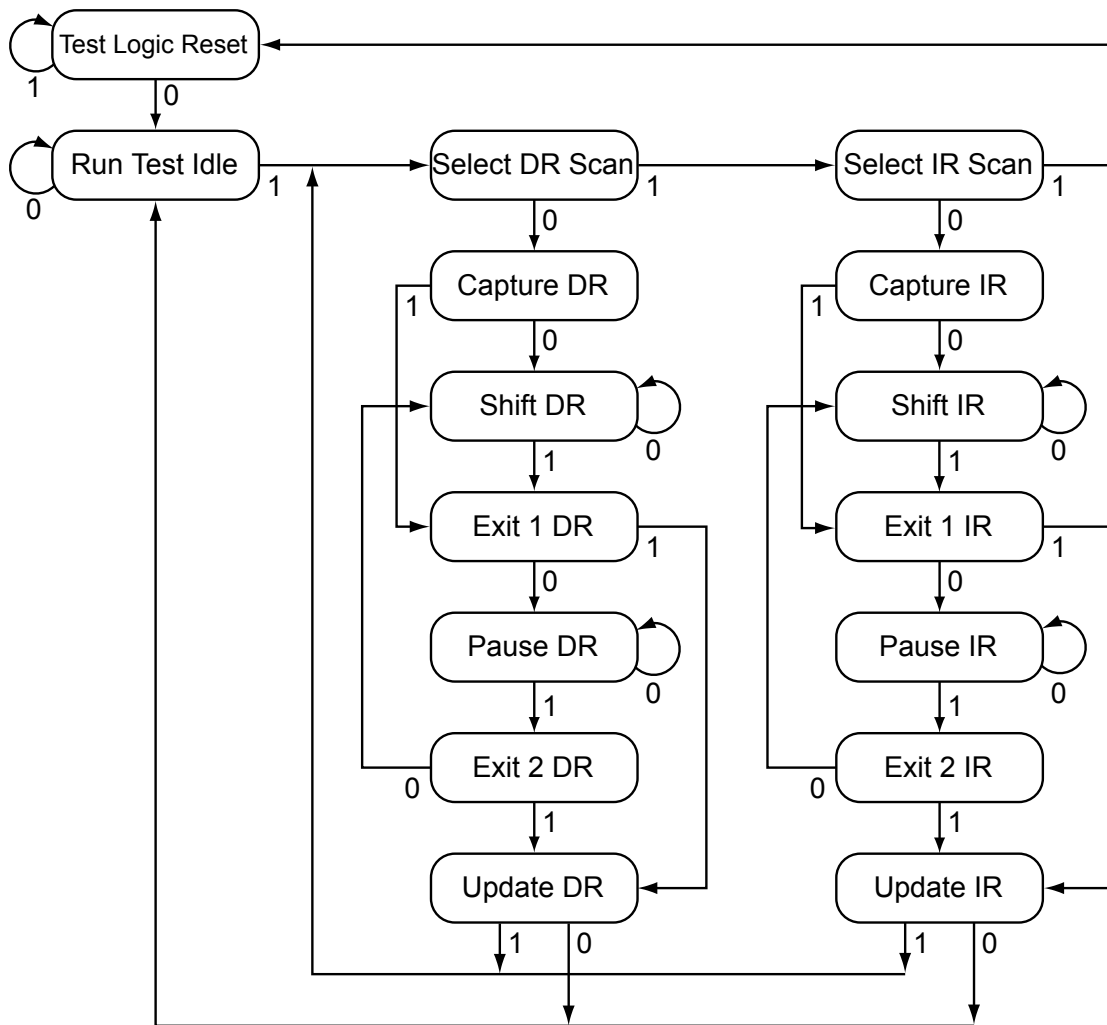 Test Logic Reset
1
0
Run Test Idle
0
1
Select DR Scan
1
Select IR Scan
1
0
0
Capture DR
1
0
Capture IR
1
0
Shift DR
0
1
Shift IR
0
1
Exit 1 DR
1
0
Exit 1 IR
1
0
Pause DR
0
1
Pause IR
0
1
Exit 2 DR
0
1
Exit 2 IR
0
1
Update DR
1
0
Update IR
1
0